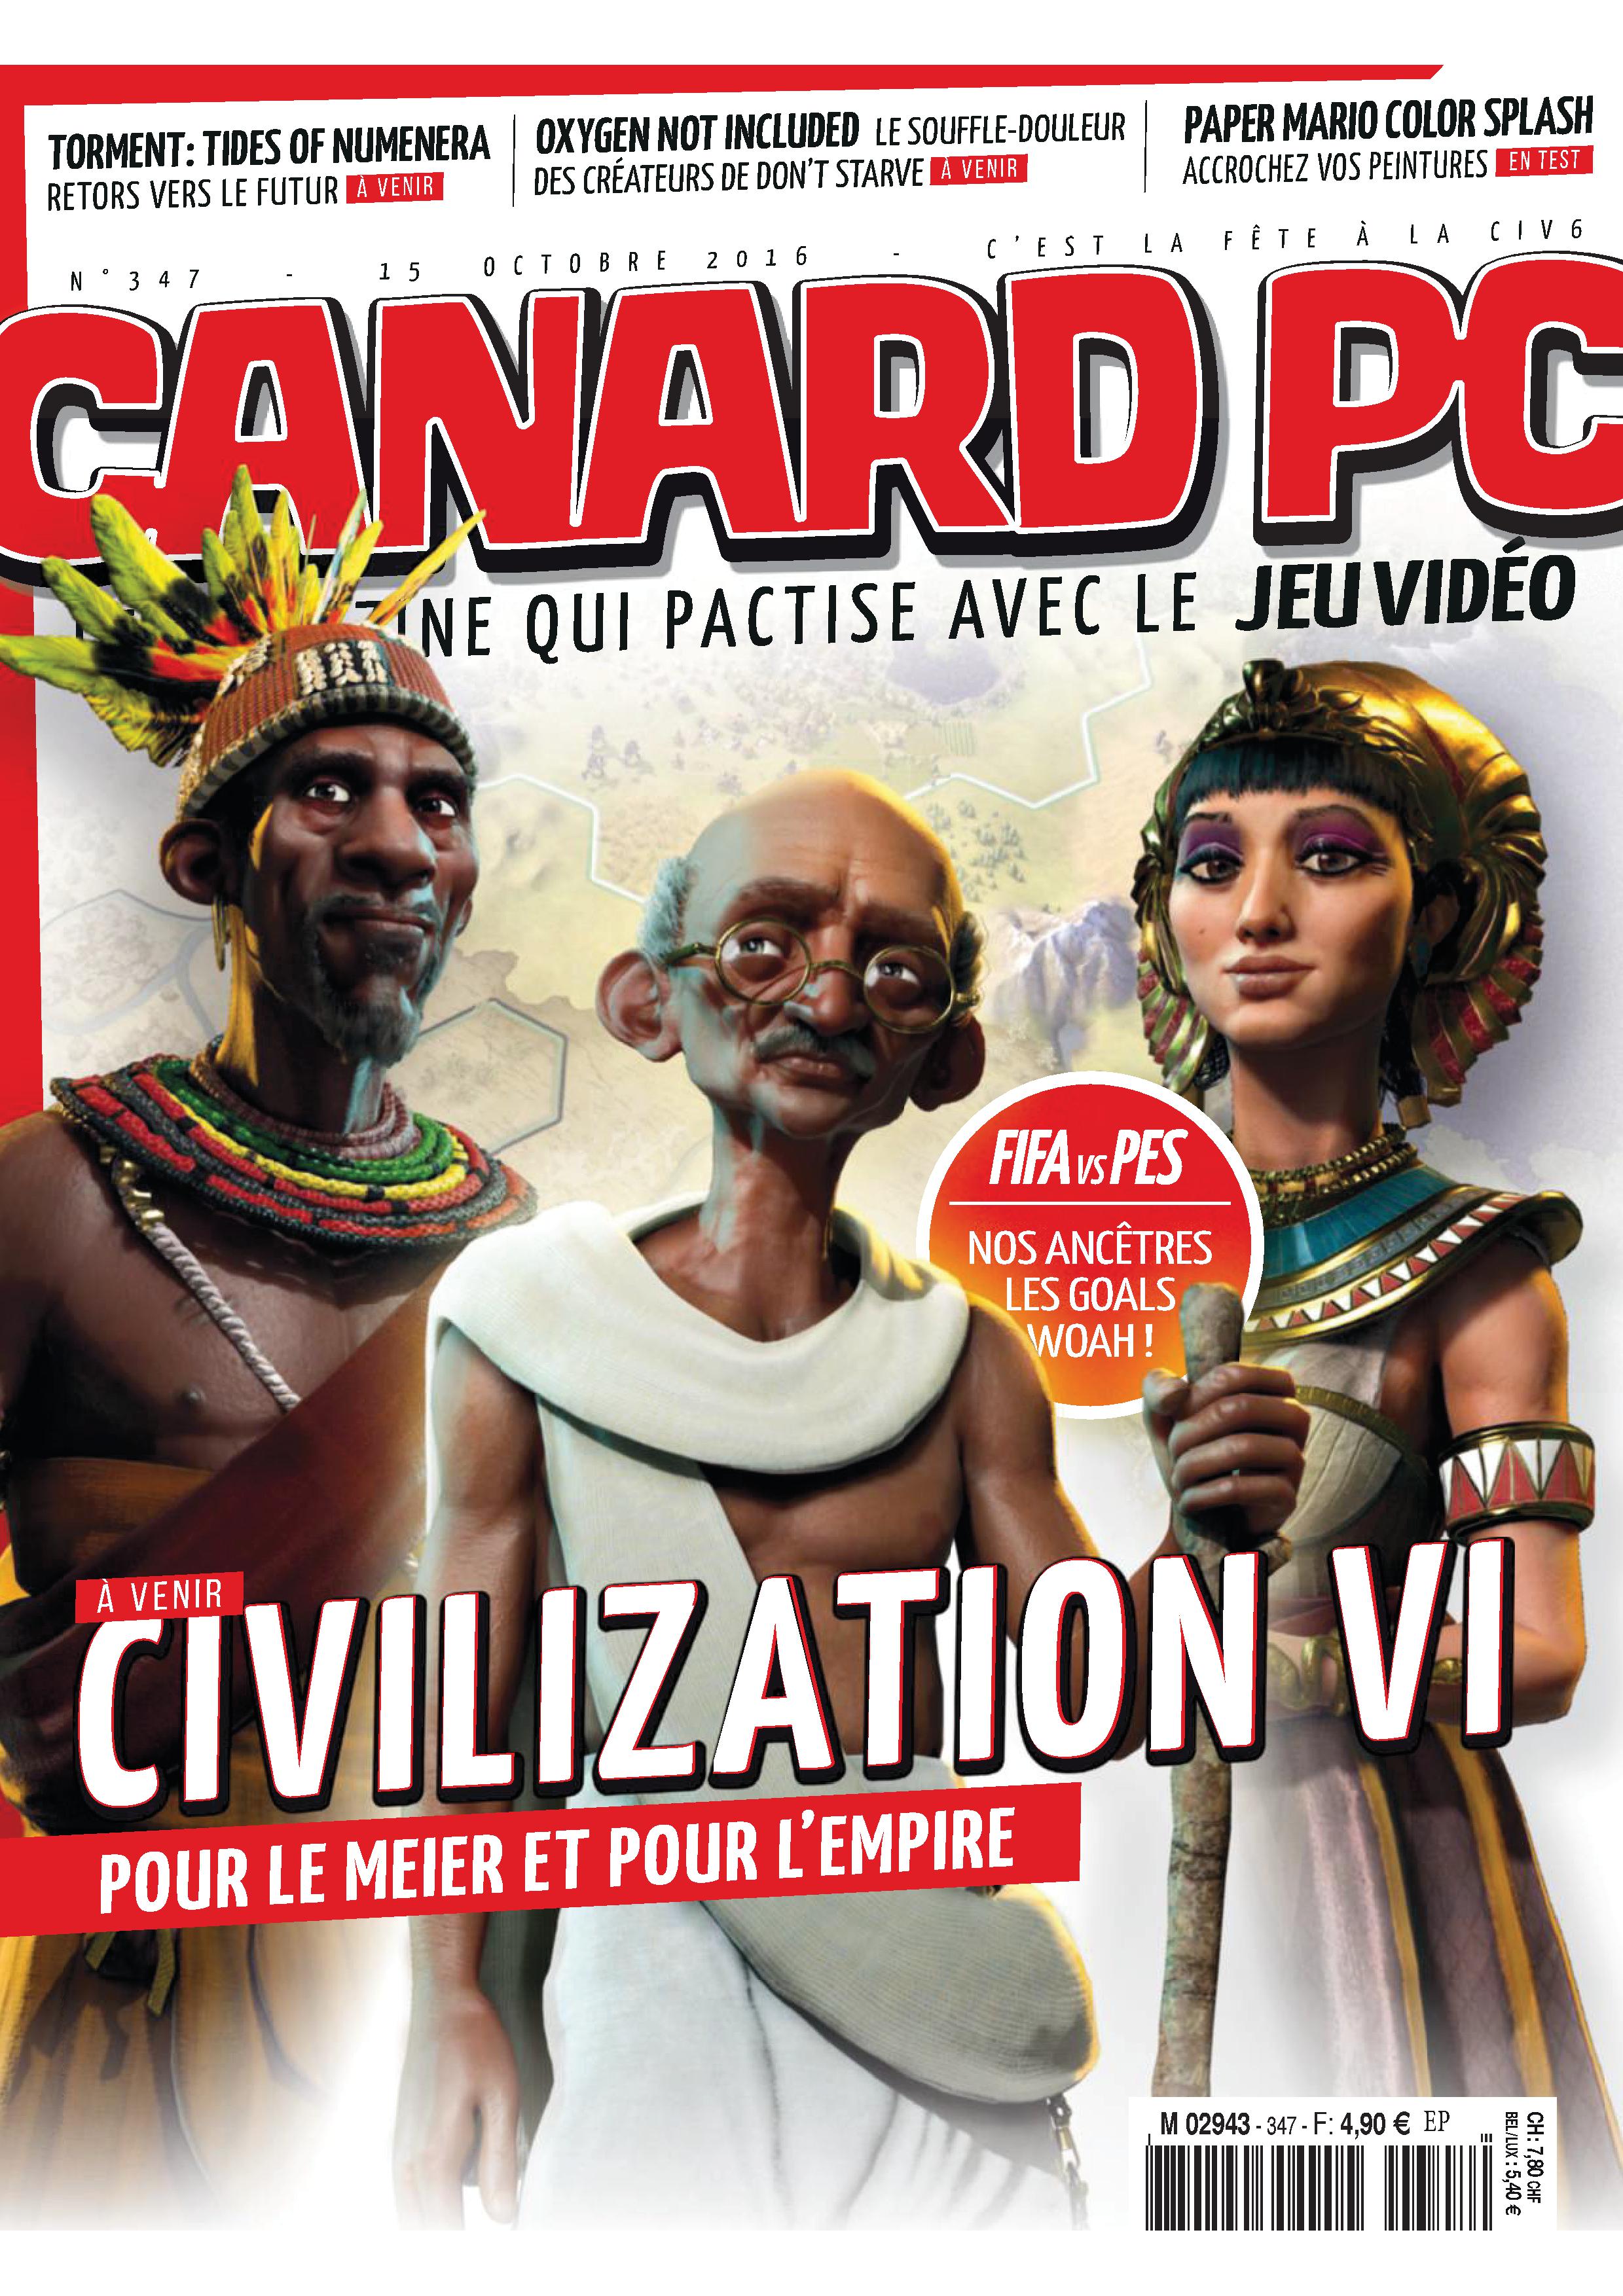 TORMENT: TIDES OF NUMENERA
RETORS VERS LE FUTUR À VENIR
OXYGEN NOT INCLUDED LE SOUFFLE-DOULEUR
DES CRÉATEURS DE DON'T STARVE À VENIR
PAPER MARIO COLOR SPLASH
ACCROCHEZ VOS PEINTURES EN TEST
N°347 - 15 OCTOBRE 2016 - C'EST LA FÊTE À LA CIV6
CANARD PC
QUI PACTISE AVEC LE JEU VIDÉO
FIFA VS PES
NOS ANCÊTRES
LES GOALS
WOAH !
À VENIR
CIVILIZATION VI
POUR LE MEIER ET POUR L'EMPIRE
M 02943 - 347 - F: 4,90 € EP
CH : 7,80 CHF
BEL/LUX : 5,40 €